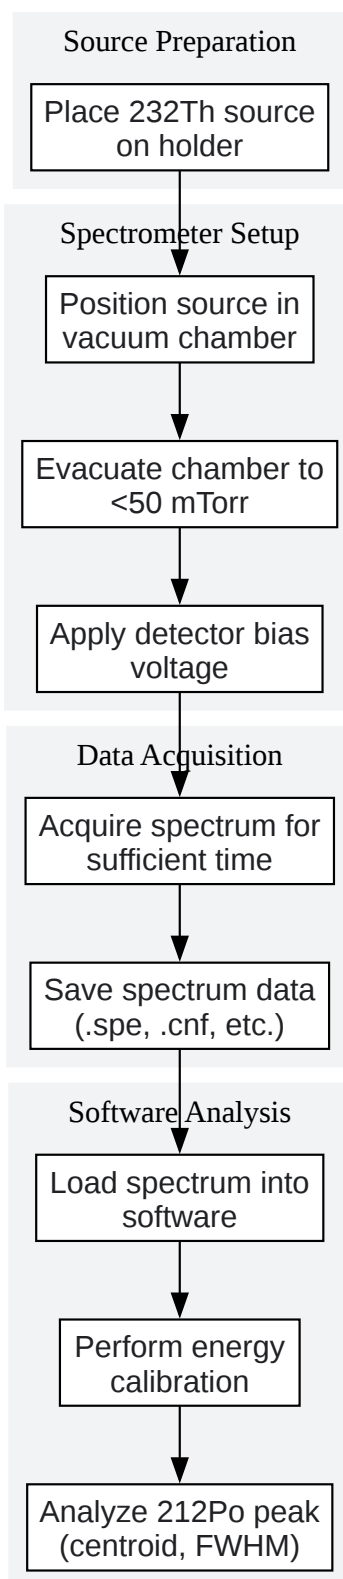 Source Preparation
Place 232Th source
on holder
Spectrometer Setup
Position source in
vacuum chamber
Evacuate chamber to
<50 mTorr
Apply detector bias
voltage
Data Acquisition
Acquire spectrum for
sufficient time
Save spectrum data
(.spe, .cnf, etc.)
Software Analysis
Load spectrum into
software
Perform energy
calibration
Analyze 212Po peak
(centroid, FWHM)